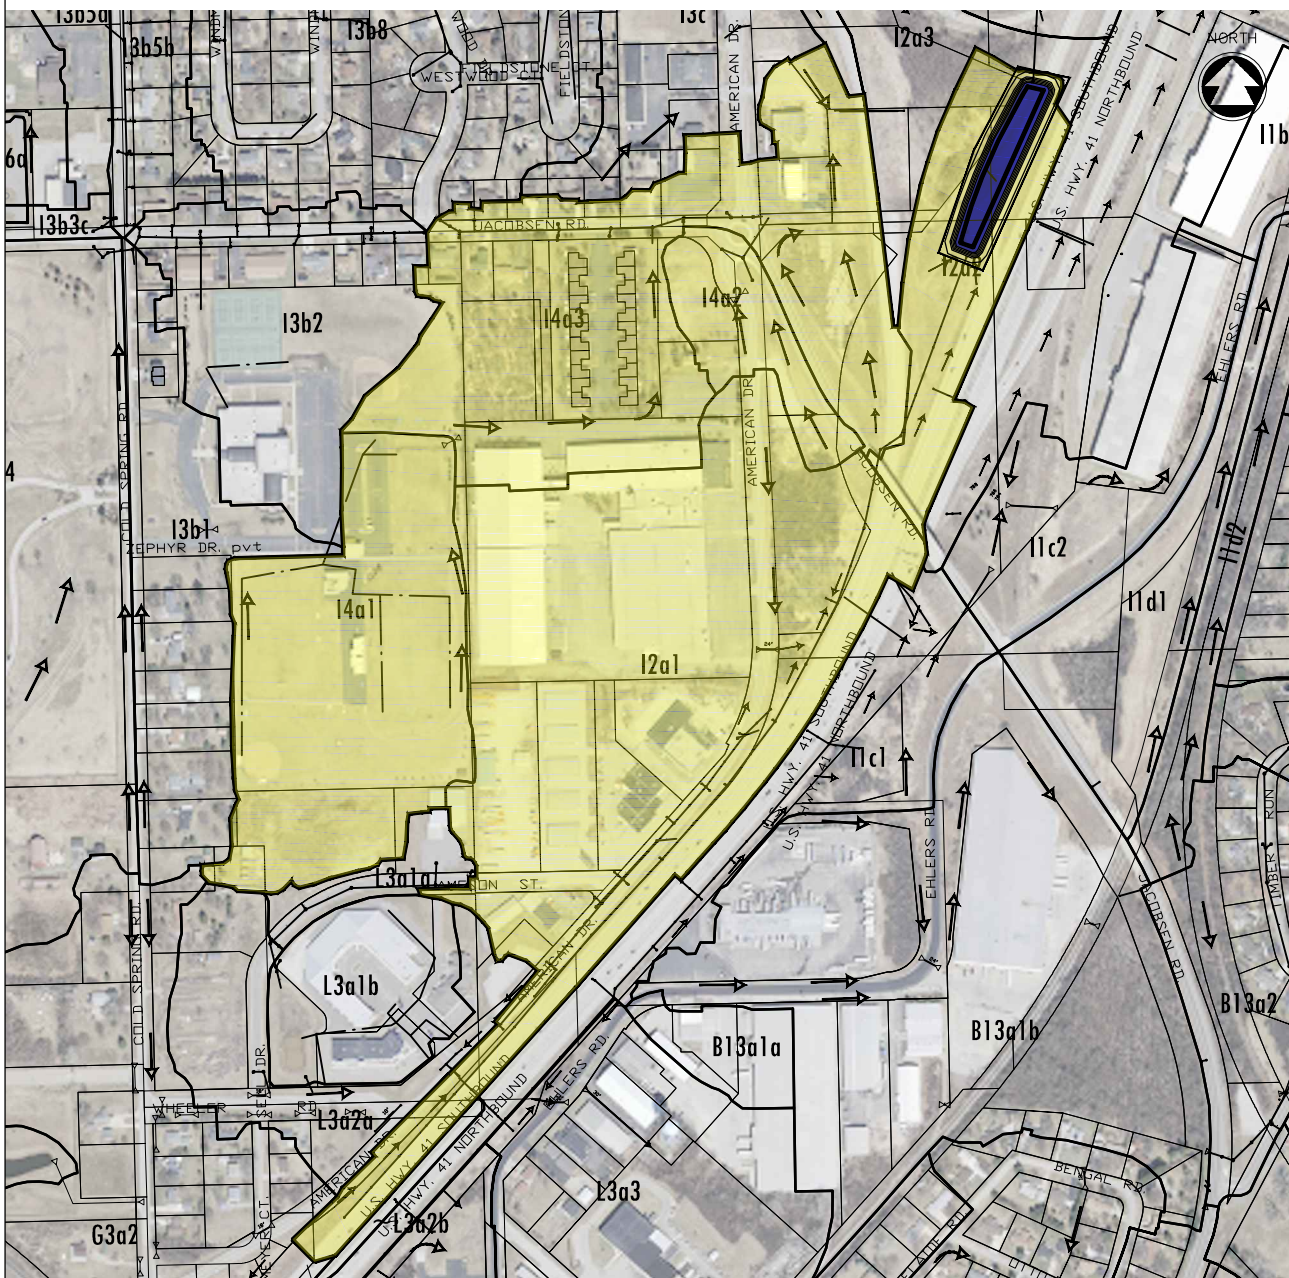 I3b5a
I3b5b
I3b8
I3c
I2a3
NORTH
I1b
6a
I3b3c
WESTWOOD CT.
FIELDSTONE CT.
AMERICAN DR.
U.S. HWY. 41 SOUTHBOUND
U.S. HWY. 41 NORTHBOUND
JACOBSEN RD.
I2a2
I4a2
I4a3
I3b2
EHLERS RD.
COLD SPRING RD.
AMERICAN DR.
JACOBSEN RD.
4
I3b1
ZEPHYR DR. pvt
I1c2
I1d2
I1d1
I4a1
I2a1
U.S. HWY. 41 SOUTHBOUND
U.S. HWY. 41 NORTHBOUND
I1c1
EHLERS RD.
L3a1a
ST.
AMERICAN DR.
JACOBSEN RD.
COLD SPRING RD.
L3a1b
B13a2
B13a1b
B13a1a
EHLERS RD.
WHEELER RD
L3a2a
AMERICAN DR.
U.S. HWY. 41 SOUTHBOUND
U.S. HWY. 41 NORTHBOUND
BENGAL RD.
L3a3
L3a2b
G3a2